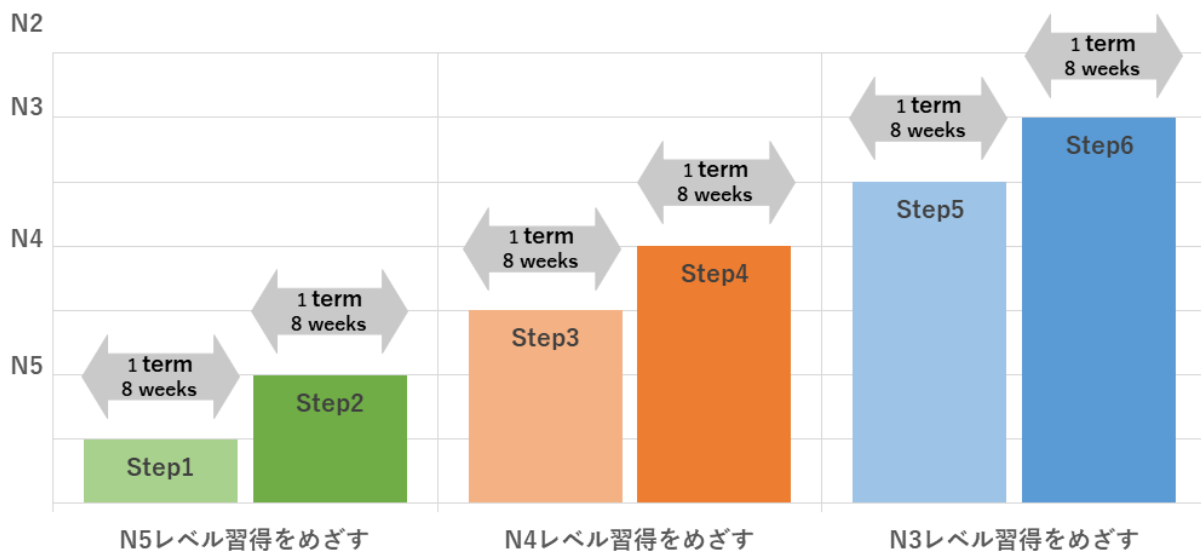 N2
N3
N4
N5
1 term
8 weeks
Step1
1 term
8 weeks
Step2
1 term
8 weeks
Step3
1 term
8 weeks
Step4
1 term
8 weeks
Step5
1 term
8 weeks
Step6
N5レベル習得をめざす
N4レベル習得をめざす
N3レベル習得をめざす